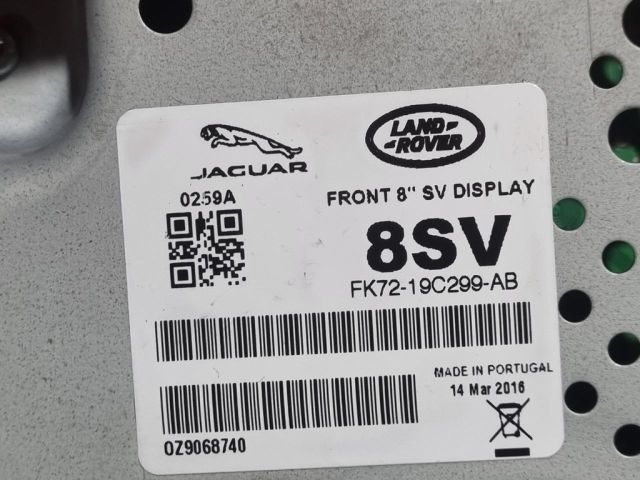 JAGUAR
LAND-
-ROVER
0259A
FRONT 8" SV DISPLAY
8SV
FK72-19C299-AB
MADE IN PORTUGAL
14 Mar 2016
OZ9068740